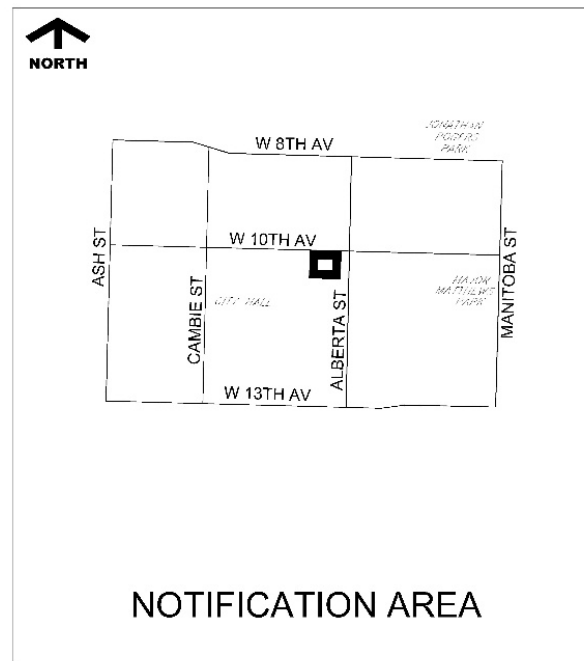 NORTH
JONATHAN
ROGERS
PARK
W 8TH AV
W 10TH AV
ASH ST
CAMBIE ST
CITY HALL
ALBERTA ST
MAJOR
MATTHEWS
PARK
MANITOBA ST
W 13TH AV
NOTIFICATION AREA